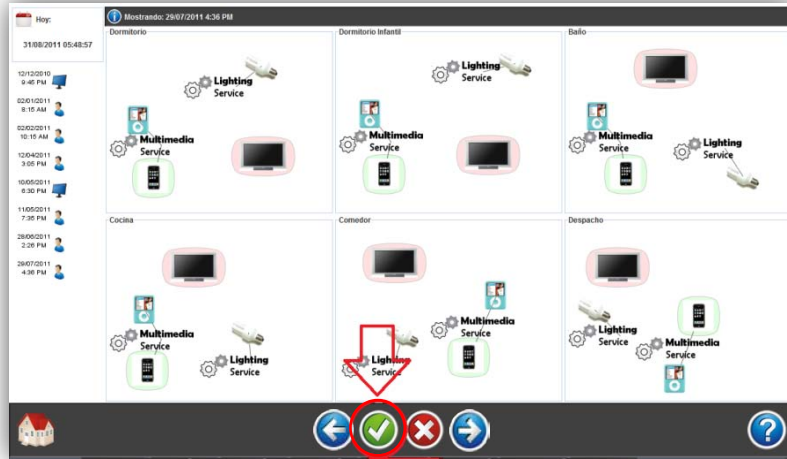 Hoy:
31/08/2011 05:48:57
Mostrando: 29/07/2011 4:36 PM
12/12/2010
9:45 PM
02/01/2011
8:15 AM
02/02/2011
10:15 AM
12/04/2011
3:05 PM
10/05/2011
6:30 PM
11/05/2011
7:35 PM
28/06/2011
2:26 PM
29/07/2011
4:36 PM
Dormitorio
Lighting
Service
Multimedia
Service
Dormitorio Infantil
Lighting
Service
Multimedia
Service
Baño
Multimedia
Service
Lighting
Service
Cocina
Multimedia
Service
Lighting
Service
Comedor
Multimedia
Service
Lighting
Service
Despacho
Lighting
Service
Multimedia
Service
?